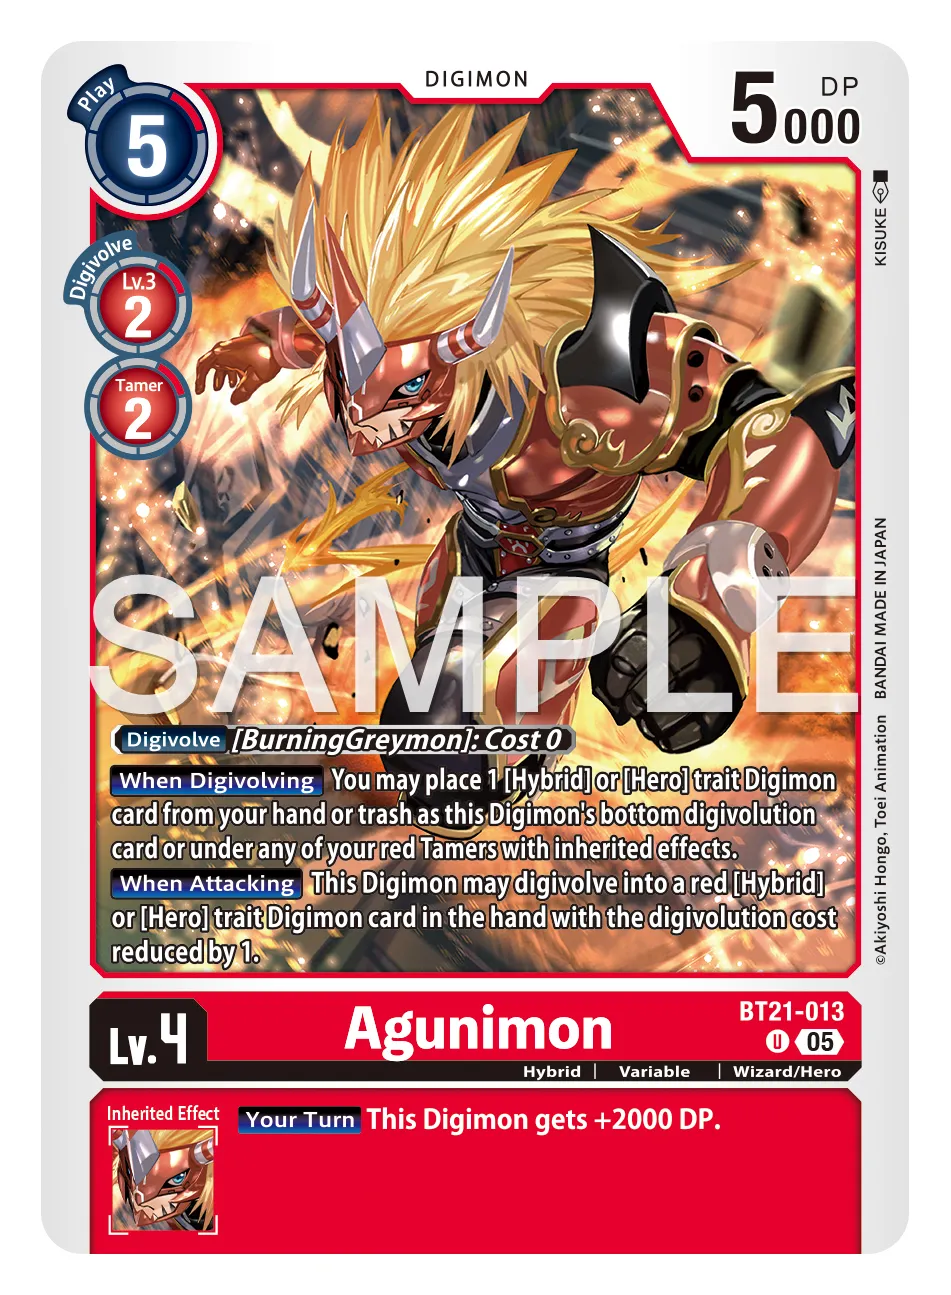 DIGIMON
Play
5
DP
5000
Digivolve
Lv.3
2
Tamer
2
KISUKE
SAMPLE
BANDAI MADE IN JAPAN
©Akiyoshi Hongo, Toei Animation
Digivolve [BurningGreymon]: Cost 0
When Digivolving You may place 1 [Hybrid] or [Hero] trait Digimon
card from your hand or trash as this Digimon's bottom digivolution
card or under any of your red Tamers with inherited effects.
When Attacking This Digimon may digivolve into a red [Hybrid]
or [Hero] trait Digimon card in the hand with the digivolution cost
reduced by 1.
Lv.4
Agunimon
BT21-013
U 05
Hybrid | Variable | Wizard/Hero
Inherited Effect
Your Turn This Digimon gets +2000 DP.